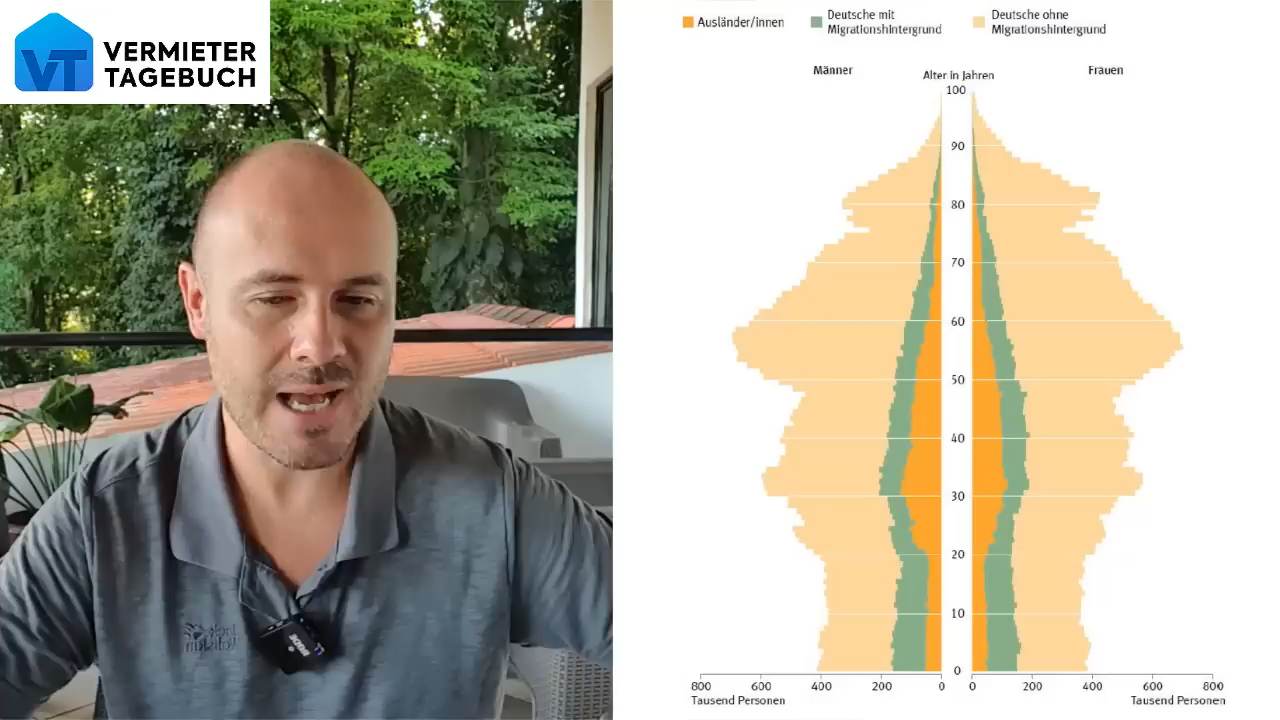 VERMIETER
TAGEBUCH
VT
Ausländer/innen
Deutsche mit
Migrationshintergrund
Deutsche ohne
Migrationshintergrund
Männer
Alter in Jahren
Frauen
100
90
80
70
60
50
40
30
20
10
0
800 600 400 200 0 0 200 400 600 800
Tausend Personen
Tausend Personen
RODE